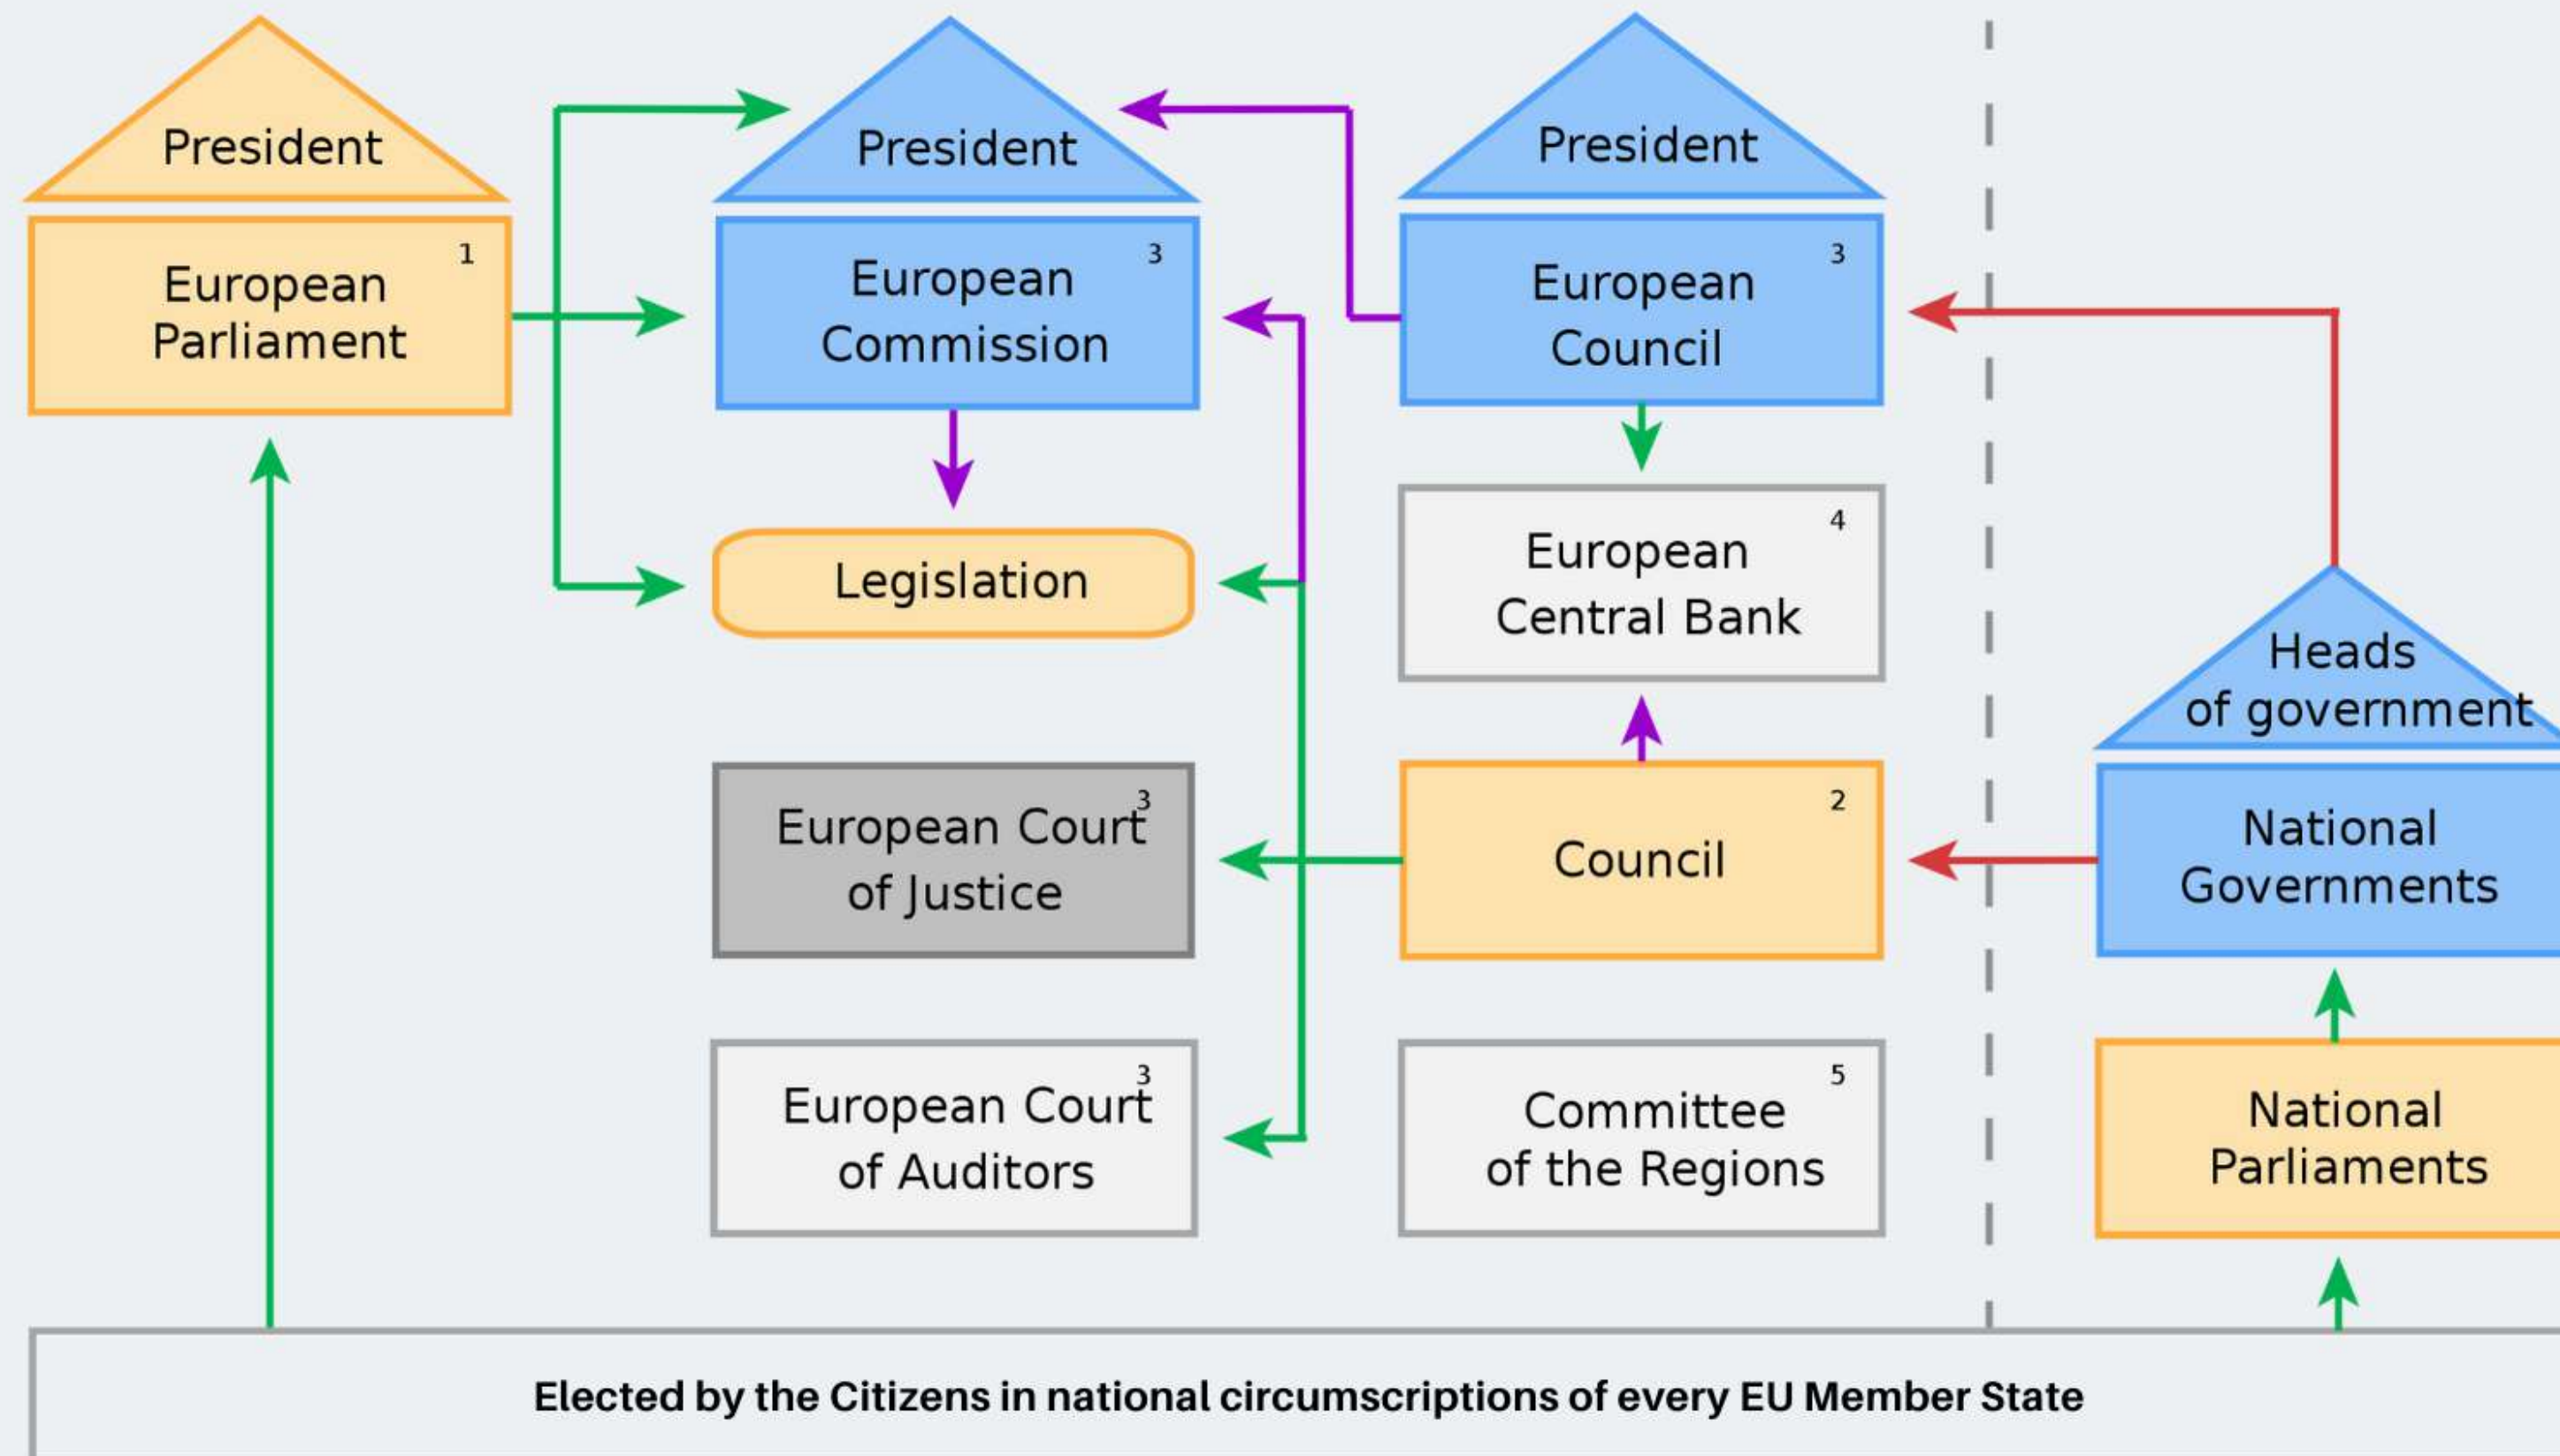 President
President
President
1
European
Parliament
3
European
Commission
3
European
Council
Legislation
4
European
Central Bank
Heads
of government
3
European Court
of Justice
2
Council
National
Governments
3
European Court
of Auditors
5
Committee
of the Regions
National
Parliaments
Elected by the Citizens in national circumscriptions of every EU Member State